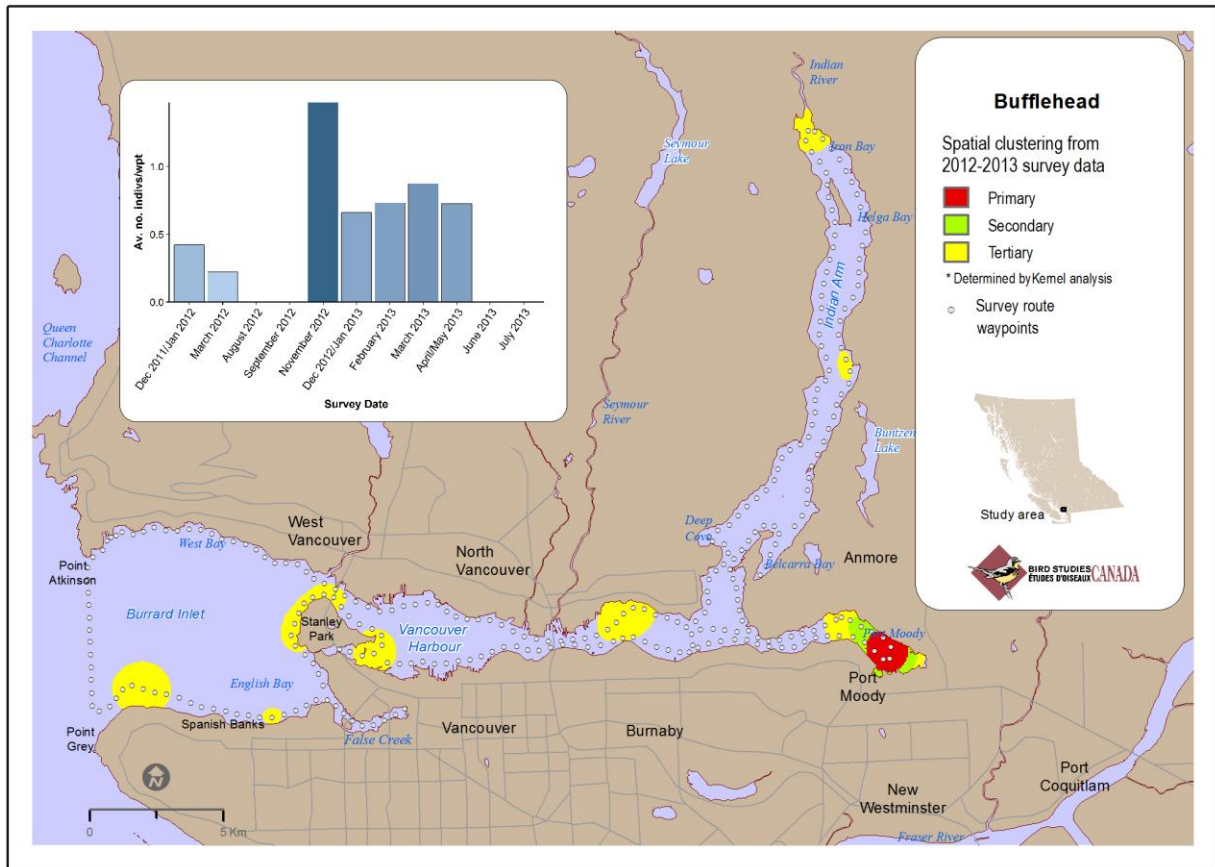 Bufflehead
Spatial clustering from
2012-2013 survey data
Primary
Secondary
Tertiary
* Determined by Kernel analysis
Survey route
waypoints
Study area
BIRD STUDIES
ÉTUDES D'OISEAUX
CANADA
Av. no. indivs/wpt
1.0
0.5
0.0
Dec 2011/Jan 2012
March 2012
August 2012
September 2012
November 2012
Dec 2012/Jan 2013
February 2013
March 2013
April/May 2013
June 2013
July 2013
Survey Date
Indian
River
Iron Bay
Seymour
Lake
Helga Bay
Queen
Charlotte
Channel
Indian Arm
Seymour
River
Buntzen
Lake
West
Vancouver
West Bay
North
Vancouver
Deep
Cove
Belcarra Bay
Anmore
Point
Atkinson
Burrard Inlet
Stanley
Park
Vancouver
Harbour
Port Moody
Port
Moody
English Bay
Spanish Banks
Point
Grey
False Creek
Vancouver
Burnaby
Port
Coquitlam
New
Westminster
Fraser River
N
0
5 Km